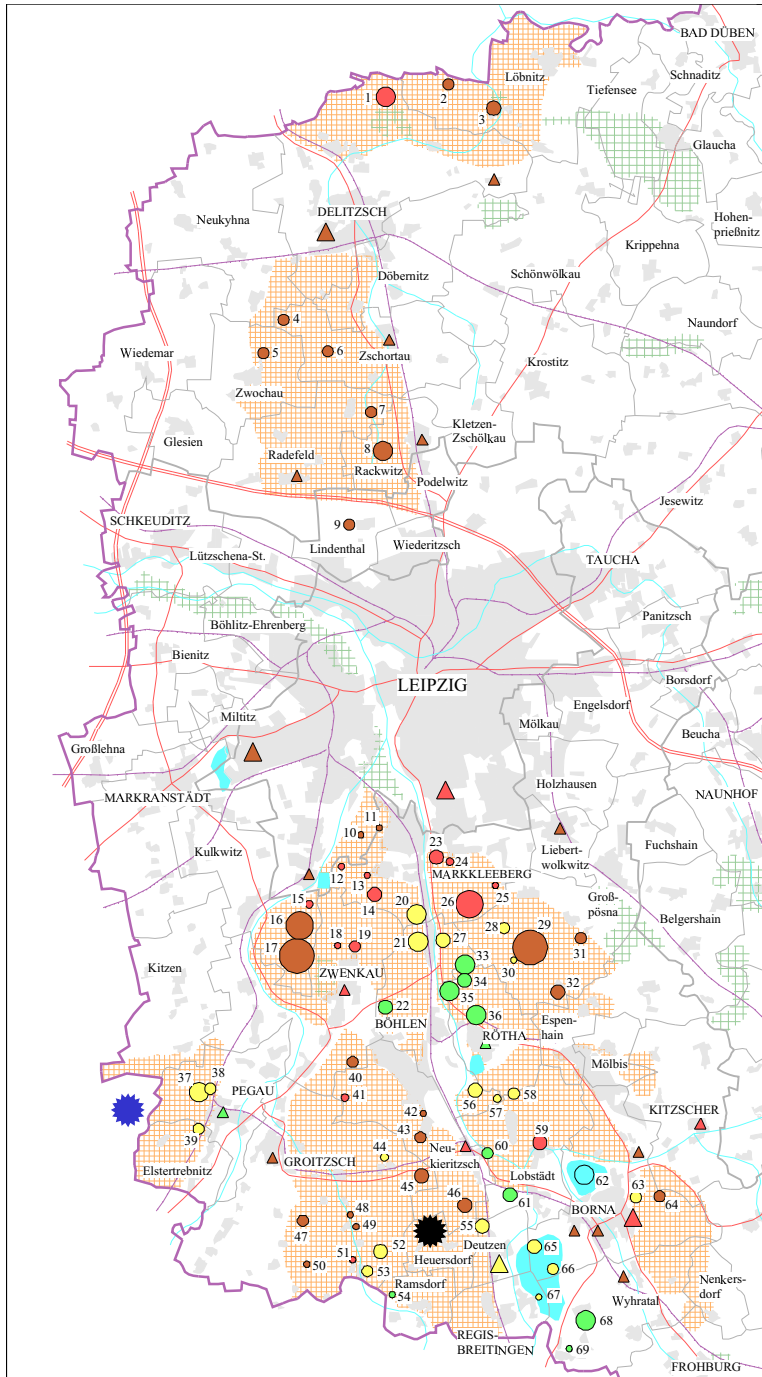 BAD DÜBEN
Löbnitz
Schnaditz
Tiefensee
1
2
3
Glaucha
DELITZSCH
Neukyhna
Hohen-
prießnitz
Krippehna
Döbernitz
Schönwölkau
4
Naundorf
5
6
Wiedemar
Zschortau
Krostitz
Zwochau
7
Kletzen-
Zschölkau
Glesien
8
Radefeld
Rackwitz
Podelwitz
Jesewitz
SCHKEUDITZ
9
Lindenthal
Wiederitzsch
Lützschena-St.
TAUCHA
Panitzsch
Böhlitz-Ehrenberg
Bienitz
LEIPZIG
Borsdorf
Engelsdorf
Miltitz
Mölkau
Beucha
Großlehna
Holzhausen
MARKRANSTÄDT
NAUNHOF
11
10
Kulkwitz
Liebert-
wolkwitz
Fuchshain
23
24
MARKKLEEBERG
12
13
25
Groß-
pösna
14
15
26
20
Belgershain
16
28
29
27
31
21
18
19
17
30
Kitzen
33
ZWENKAU
34
32
35
22
BÖHLEN
36
Espen-
hain
RÖTHA
Mölbis
40
38
37
PEGAU
58
56
57
41
42
KITZSCHER
39
43
59
44
60
Neu-
kieritzsch
GROITZSCH
Elstertrebnitz
45
Lobstädt
62
61
63
64
46
48
BORNA
47
49
55
65
52
Deutzen
51
Heuersdorf
50
53
66
Ramsdorf
Nenkers-
dorf
54
67
Wyhratal
68
REGIS-
BREITINGEN
69
FROHBURG